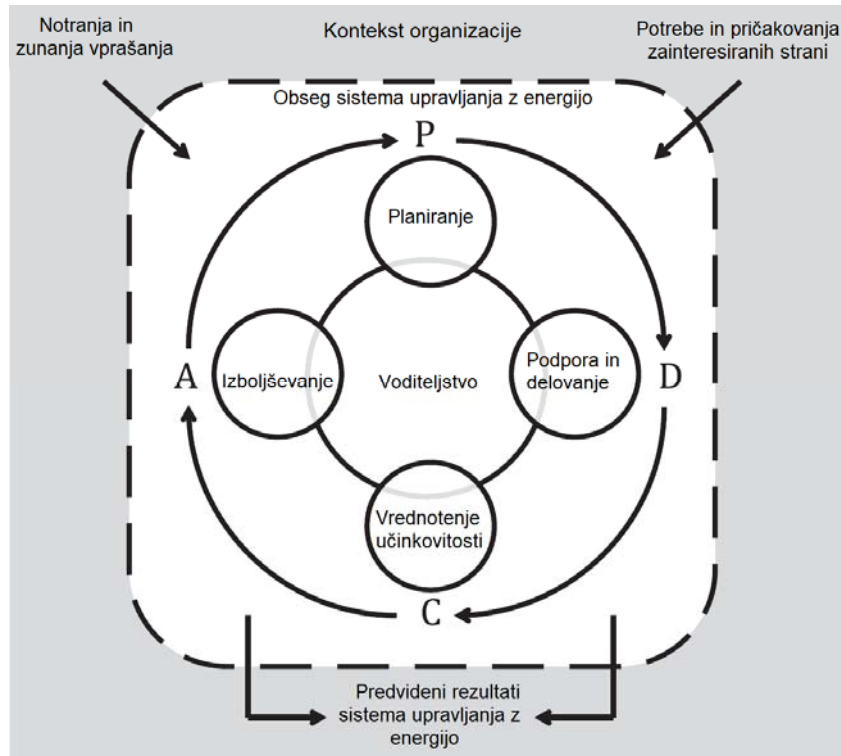 Notranja in
zunanja vprašanja
Kontekst organizacije
Potrebe in pričakovanja
zainteresiranih strani
Obseg sistema upravljanja z energijo
P
Planiranje
A
Izboljševanje
Voditeljstvo
Podpora in
delovanje
D
Vrednotenje
učinkovitosti
C
Predvideni rezultati
sistema upravljanja z
energijo